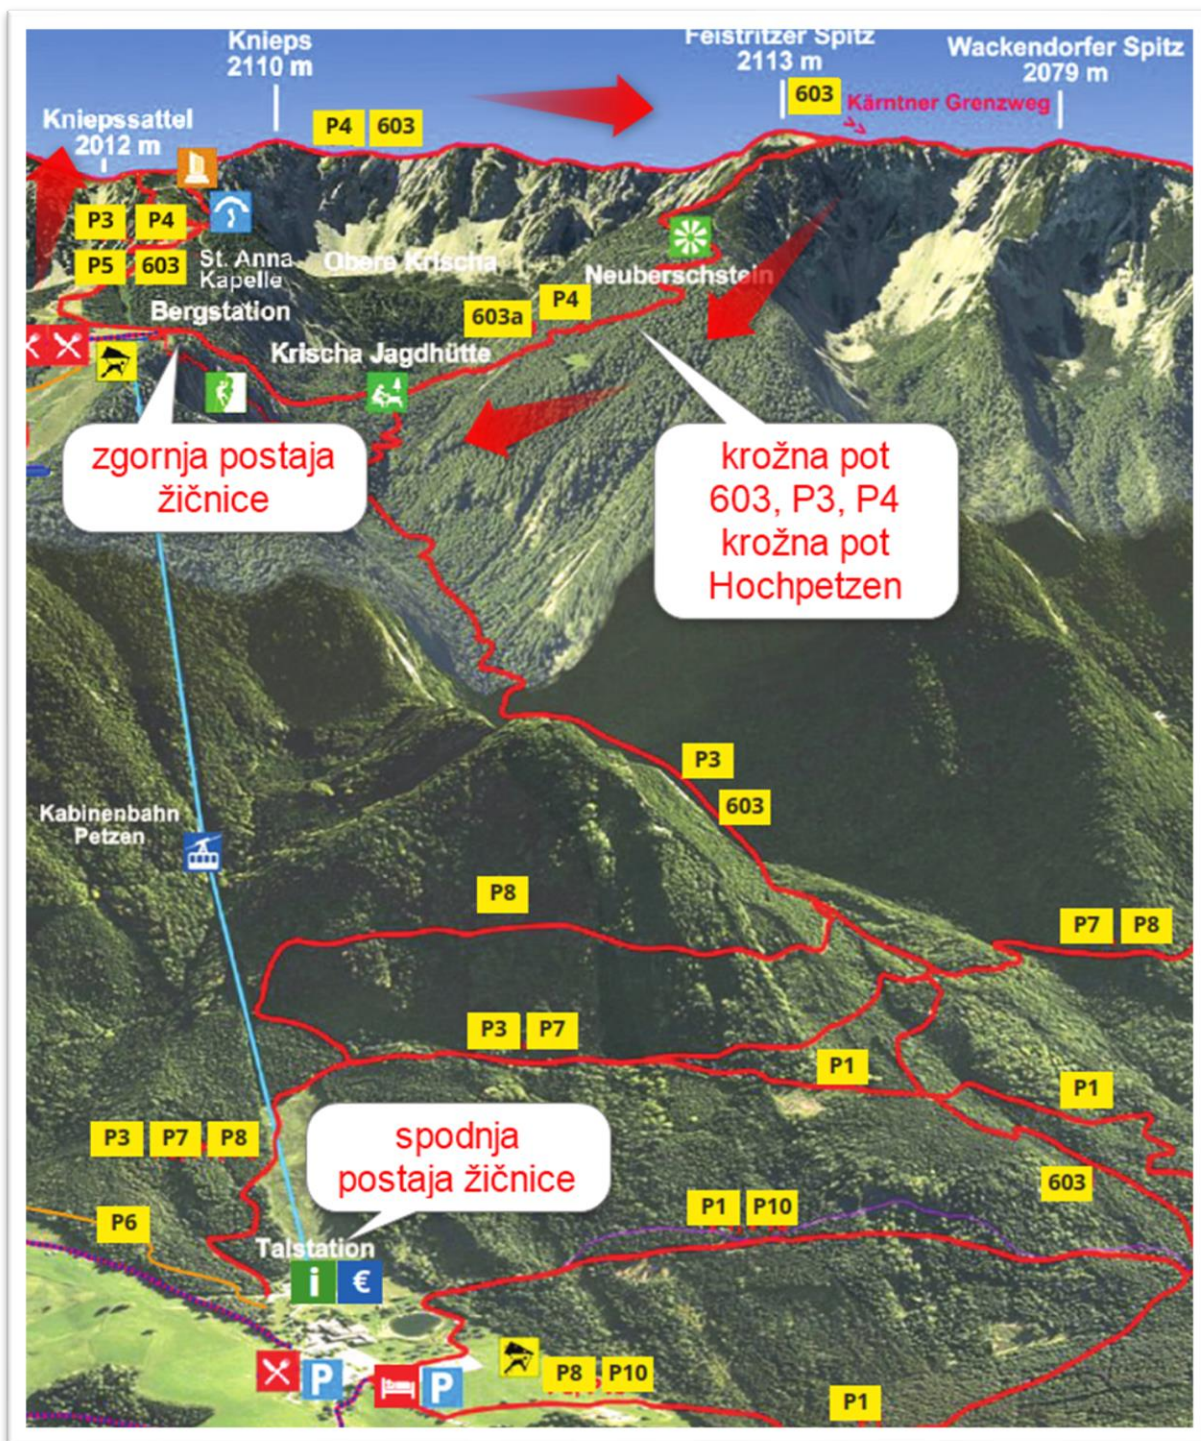 Knieps
2110 m
Feistritzer Spitz
2113 m
Wackendorfer Spitz
2079 m
603
Kärntner Grenzweg
Kniepssattel
2012 m
P4 603
P3 P4
P5 603
St. Anna
Kapelle
Obere Krischa
Neuberschstein
Bergstation
603a P4
Krischa Jagdhütte
zgornja postaja
žičnice
krožna pot
603, P3, P4
krožna pot
Hochpetzen
P3
603
Kabinenbahn
Petzen
P8
P7 P8
P3 P7
P1
P1
P3 P7 P8
spodnja
postaja žičnice
603
P6
P1 P10
Talstation
i €
P
P
P8 P10
P1